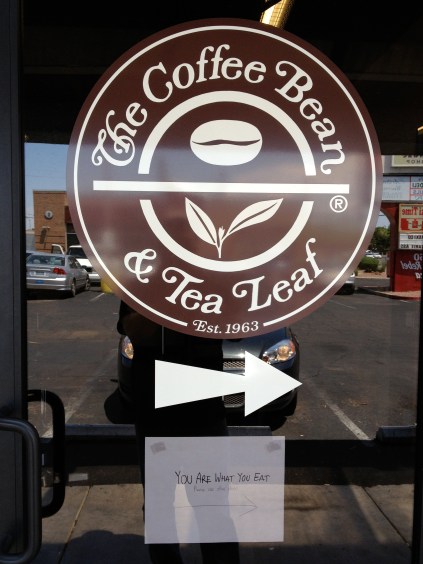 The Coffee Bean
®
& Tea Leaf
Est. 1963
YOU ARE WHAT YOU EAT